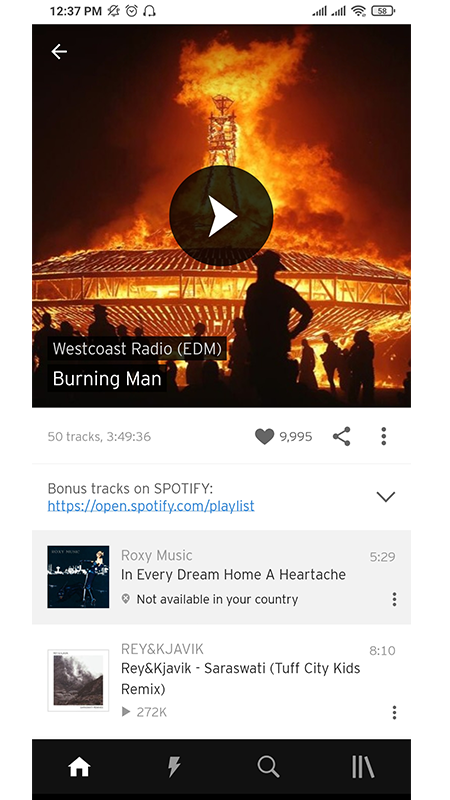 12:37 PM
58
Westcoast Radio (EDM)
Burning Man
50 tracks, 3:49:36
9,995
Bonus tracks on SPOTIFY:
https://open.spotify.com/playlist
ROXY MUSIC
Roxy Music
5:29
In Every Dream Home A Heartache
Not available in your country
REY&KJAVIK
8:10
Rey&Kjavik - Saraswati (Tuff City Kids
Remix)
272K